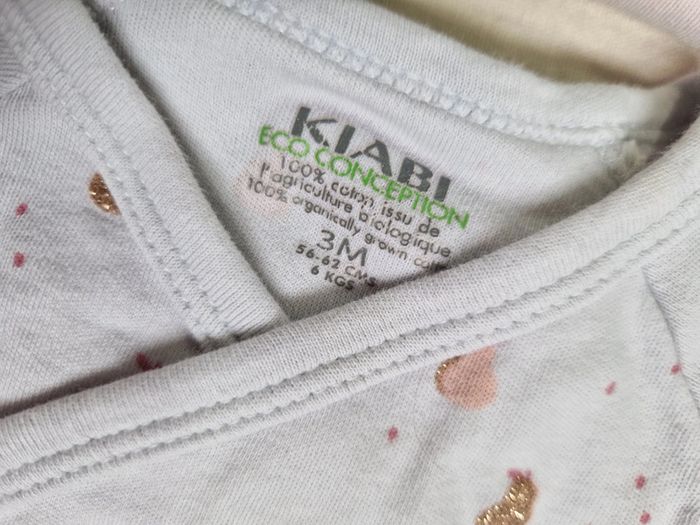 KIABI
ECO CONCEPTION
100% coton issu de
l'agriculture biologique
100% organically grown
3M
56-62 CMS
6 KGS